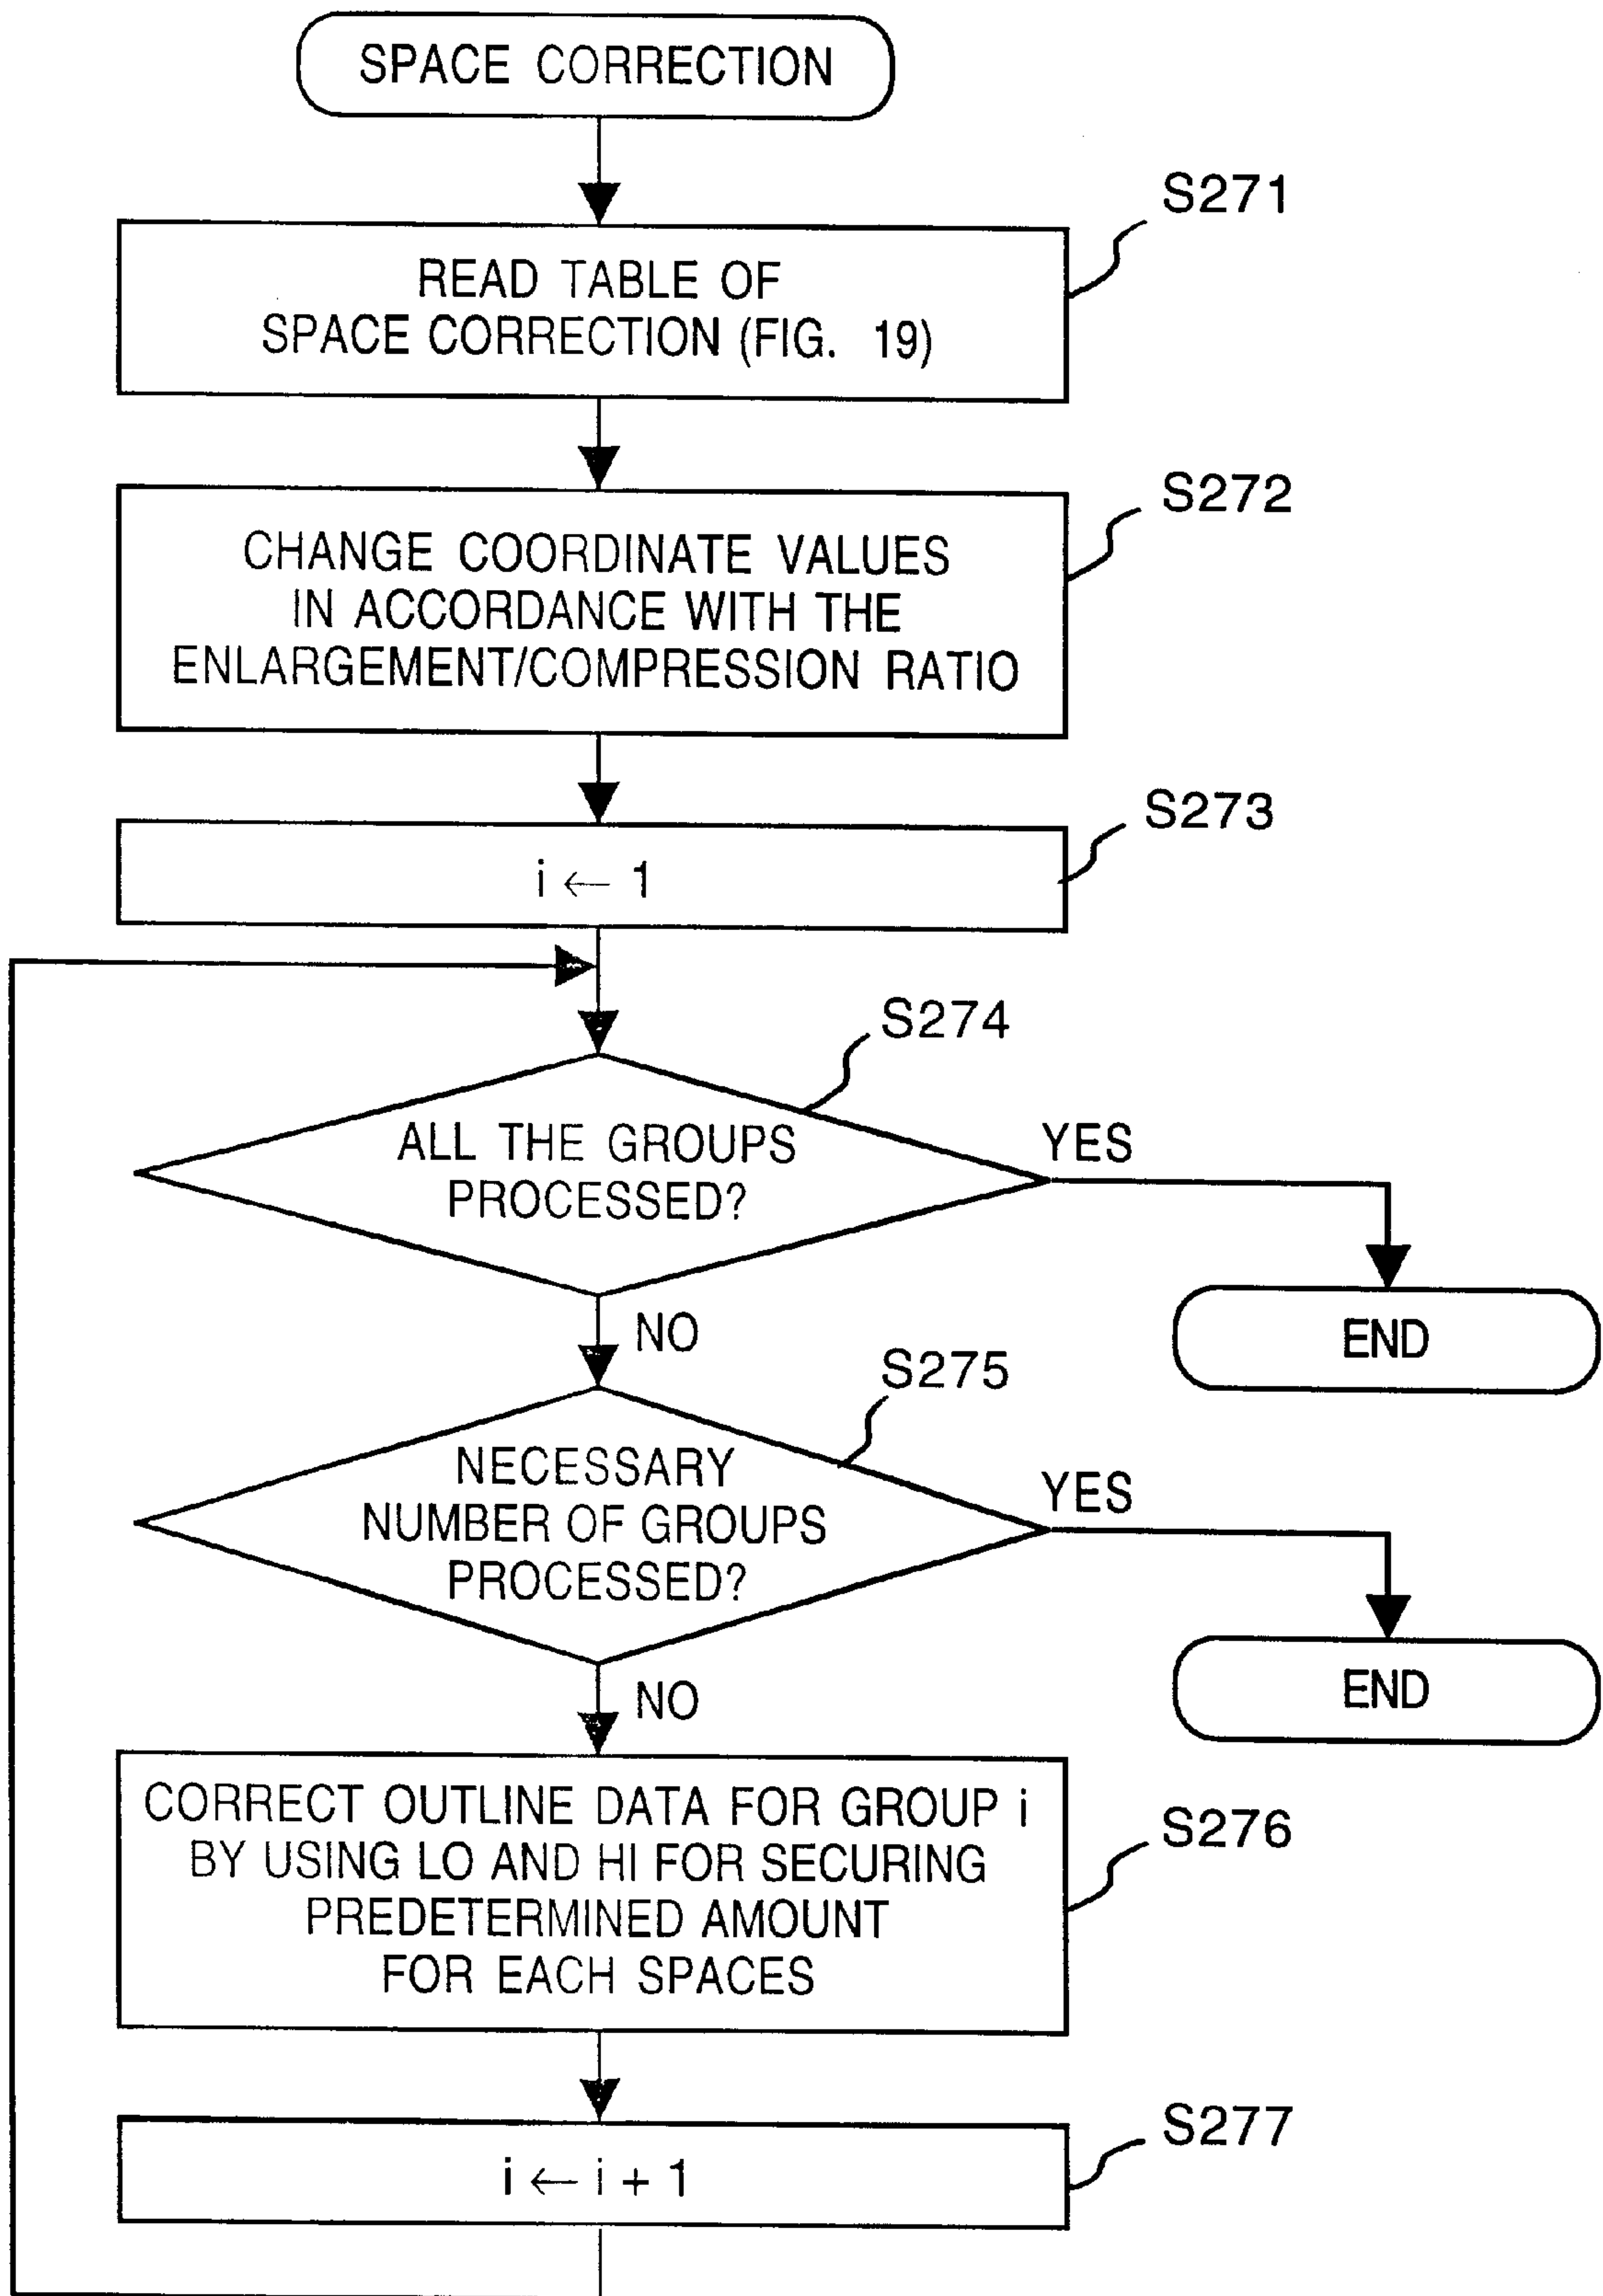 SPACE CORRECTION
S271
READ TABLE OF
SPACE CORRECTION (FIG. 19)
S272
CHANGE COORDINATE VALUES
IN ACCORDANCE WITH THE
ENLARGEMENT/COMPRESSION RATIO
S273
i ← 1
S274
ALL THE GROUPS
PROCESSED?
YES
END
NO
S275
NECESSARY
NUMBER OF GROUPS
PROCESSED?
YES
END
NO
S276
CORRECT OUTLINE DATA FOR GROUP i
BY USING LO AND HI FOR SECURING
PREDETERMINED AMOUNT
FOR EACH SPACES
S277
i ← i + 1